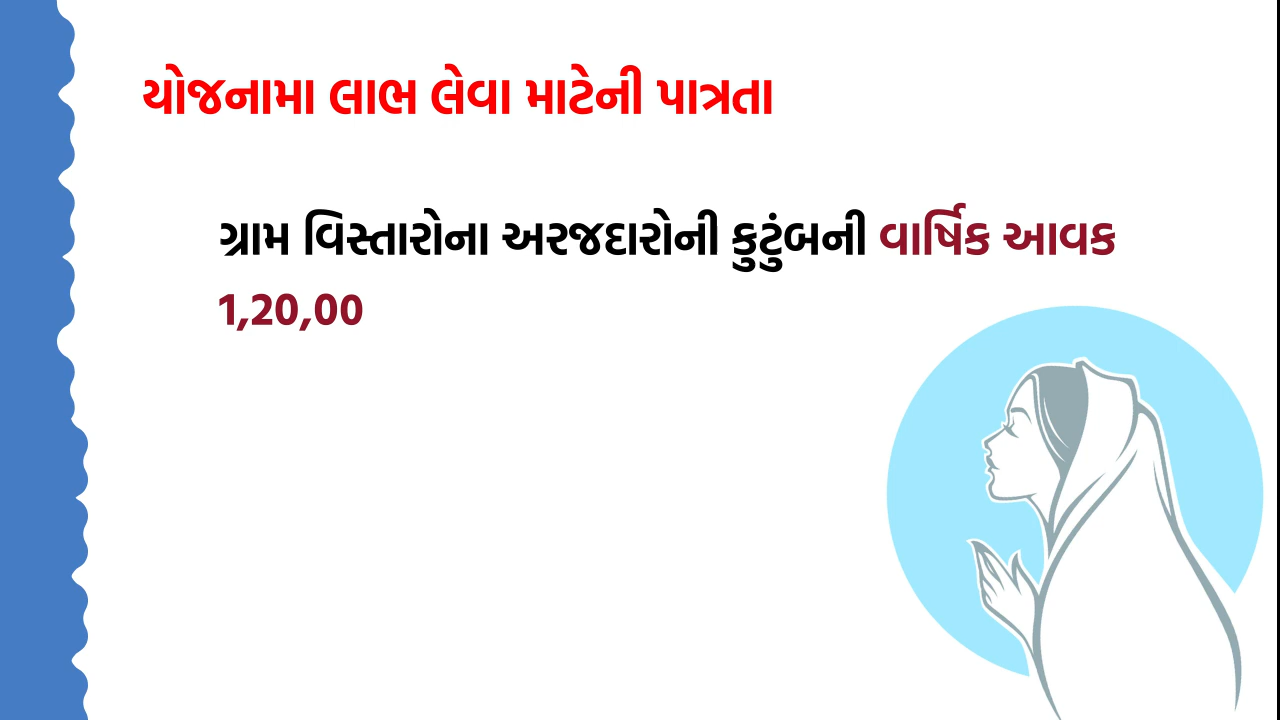 યોજનામા લાભ લેવા માટેની પાત્રતા
ગ્રામ વિસ્તારોના અરજદારોની કુટુંબની વાર્ષિક આવક
1,20,00